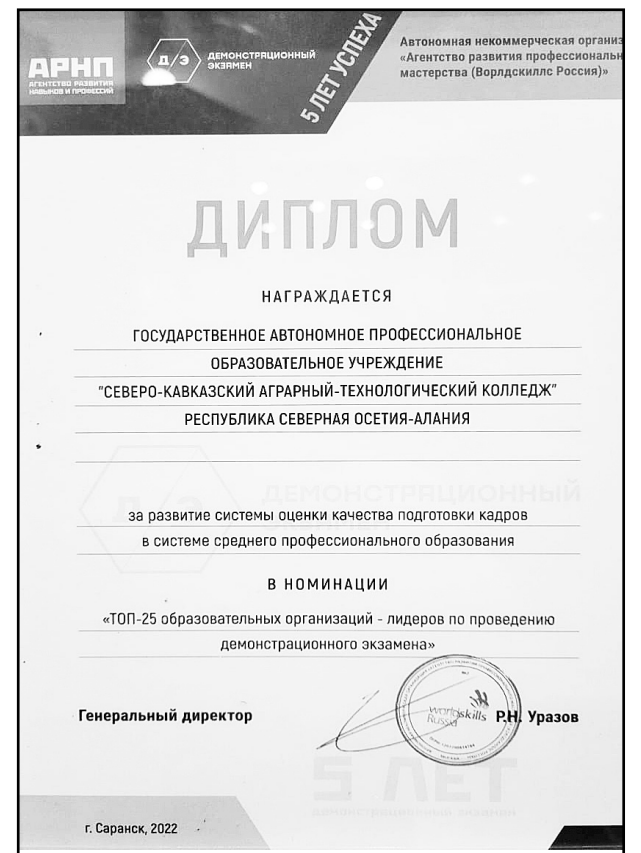 АРНП
АГЕНТСТВО РАЗВИТИЯ
НАВЫКОВ И ПРОФЕССИЙ
Д/Э
ДЕМОНСТРАЦИОННЫЙ
ЭКЗАМЕН
5 ЛЕТ УСПЕХА
Автономная некоммерческая организ
«Агентство развития профессиональн
мастерства (Ворлдскиллс Россия)»
ДИПЛОМ
НАГРАЖДАЕТСЯ
ГОСУДАРСТВЕННОЕ АВТОНОМНОЕ ПРОФЕССИОНАЛЬНОЕ
ОБРАЗОВАТЕЛЬНОЕ УЧРЕЖДЕНИЕ
"СЕВЕРО-КАВКАЗСКИЙ АГРАРНЫЙ-ТЕХНОЛОГИЧЕСКИЙ КОЛЛЕДЖ"
РЕСПУБЛИКА СЕВЕРНАЯ ОСЕТИЯ-АЛАНИЯ
Д/Э
ДЕМОНСТРАЦИОННЫЙ
ЭКЗАМЕН
за развитие системы оценки качества подготовки кадров
в системе среднего профессионального образования
В НОМИНАЦИИ
«ТОП-25 образовательных организаций - лидеров по проведению
демонстрационного экзамена»
Генеральный директор
worldskills
Russia
Р.Н. Уразов
5 ЛЕТ
демонстрационный экзамен
г. Саранск, 2022